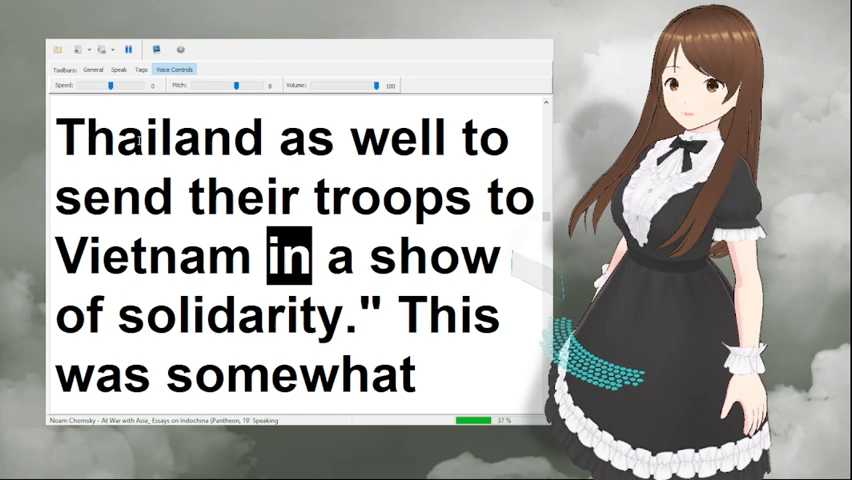 Toolbars: General Speak Tags Voice Controls
Speed: 0 Pitch: 8 Volume: 100
Thailand as well to
send their troops to
Vietnam in a show
of solidarity." This
was somewhat
Noam Chomsky - At War with Asia_ Essays on Indochina (Pantheon, 19' Speaking 37 %